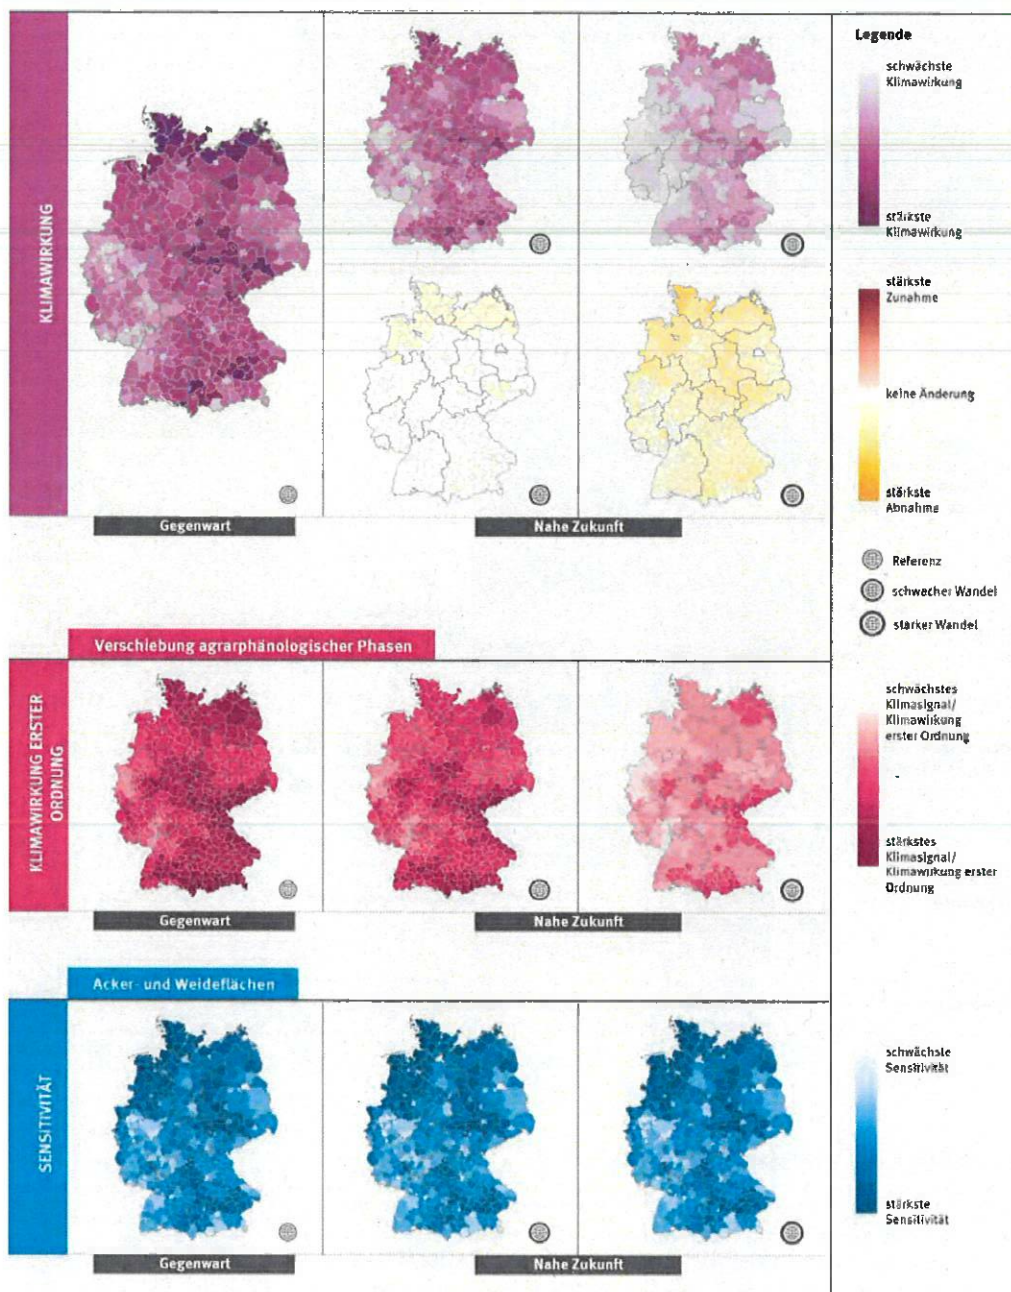 KLIMAWIRKUNG
Gegenwart
Nahe Zukunft
Legende
schwächste
Klimawirkung
stärkste
Klimawirkung
stärkste
Zunahme
keine Änderung
stärkste
Abnahme
Referenz
schwacher Wandel
starker Wandel
Verschiebung agrarphänologischer Phasen
KLIMAWIRKUNG ERSTER
ORDNUNG
Gegenwart
Nahe Zukunft
schwächstes
Klimasignal/
Klimawirkung
erster Ordnung
stärkstes
Klimasignal/
Klimawirkung erster
Ordnung
Acker- und Weideflächen
SENSITIVITÄT
Gegenwart
Nahe Zukunft
schwächste
Sensitivität
stärkste
Sensitivität